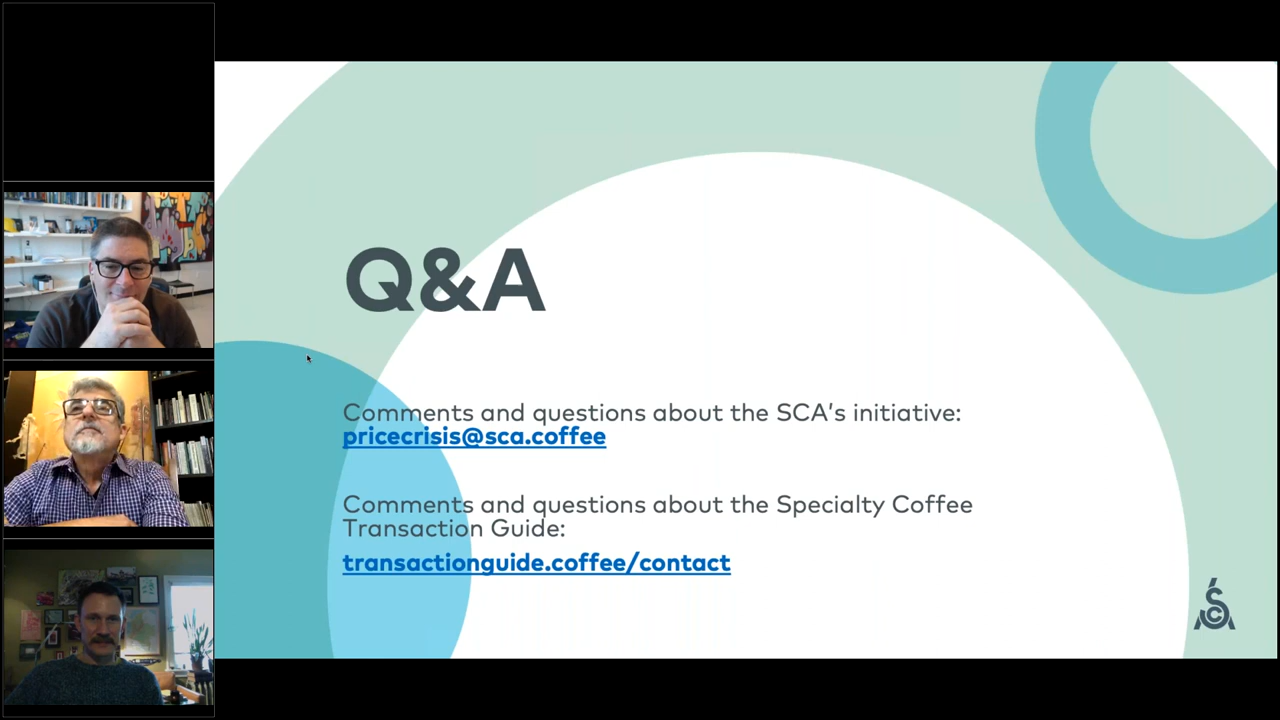 Q&A
Comments and questions about the SCA's initiative:
pricecrisis@sca.coffee
Comments and questions about the Specialty Coffee
Transaction Guide:
transactionguide.coffee/contact